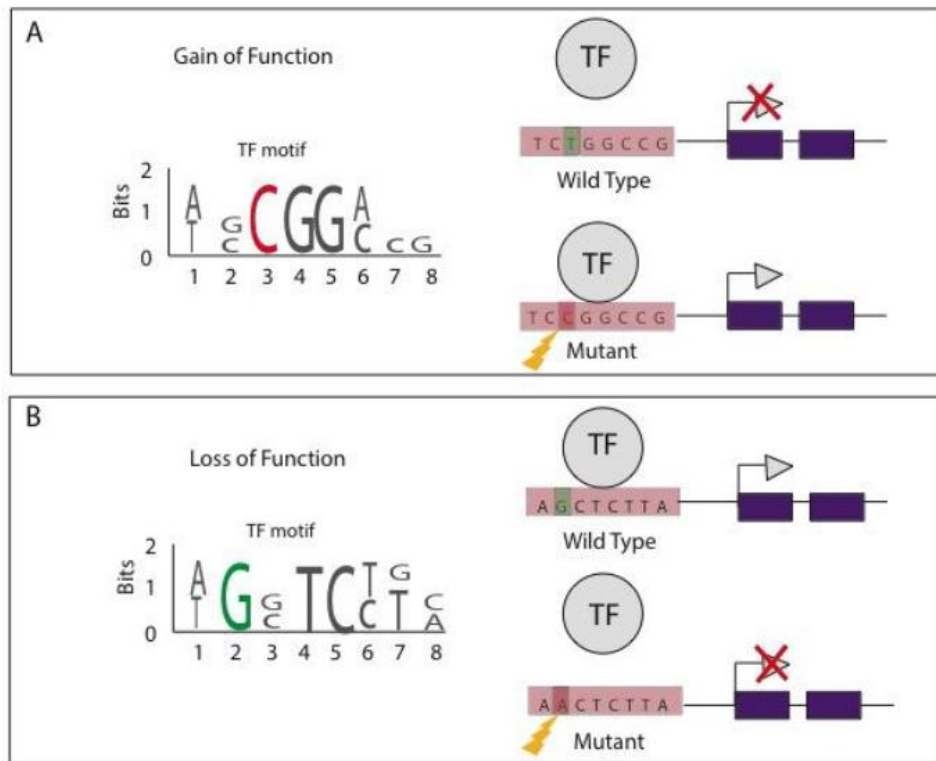 A
Gain of Function
TF motif
Bits
2
1
0
A
T
G
C
C
G
G
A
C
C
G
1 2 3 4 5 6 7 8
TF
T C T G G C C G
Wild Type
TF
T C C G G C C G
Mutant
B
Loss of Function
TF motif
Bits
2
1
0
A
T
G
G
C
T
C
T
C
G
T
C
A
1 2 3 4 5 6 7 8
TF
A G C T C T T A
Wild Type
TF
A A C T C T T A
Mutant